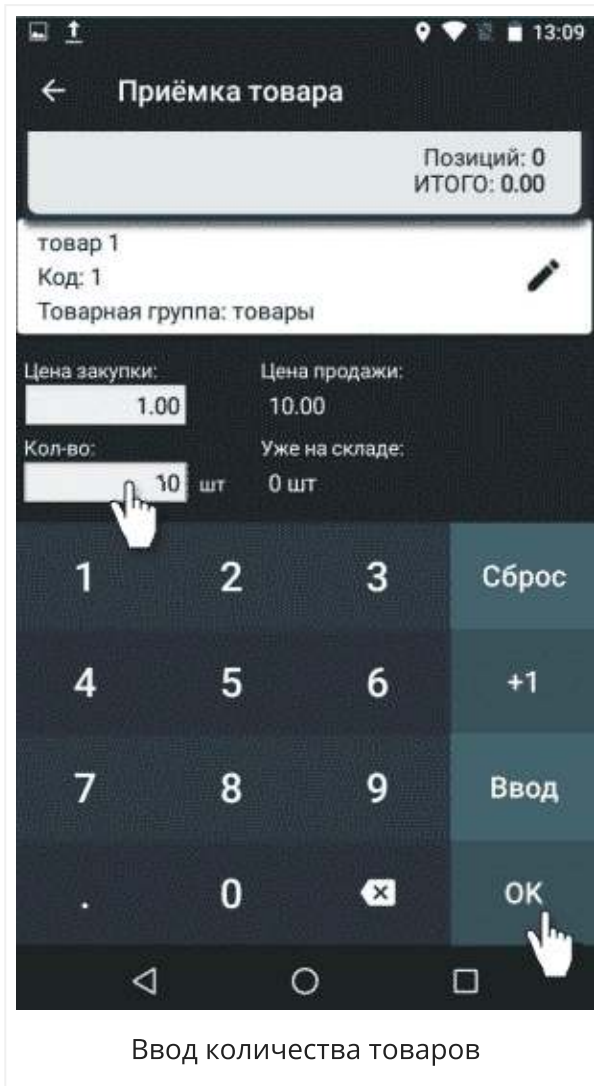 13:09
Приёмка товара
Позиций: 0
ИТОГО: 0.00
товар 1
Код: 1
Товарная группа: товары
Цена закупки: Цена продажи:
1.00 10.00
Кол-во: Уже на складе:
10 шт 0 шт
1 2 3 Сброс
4 5 6 +1
7 8 9 Ввод
. 0 OK
Ввод количества товаров